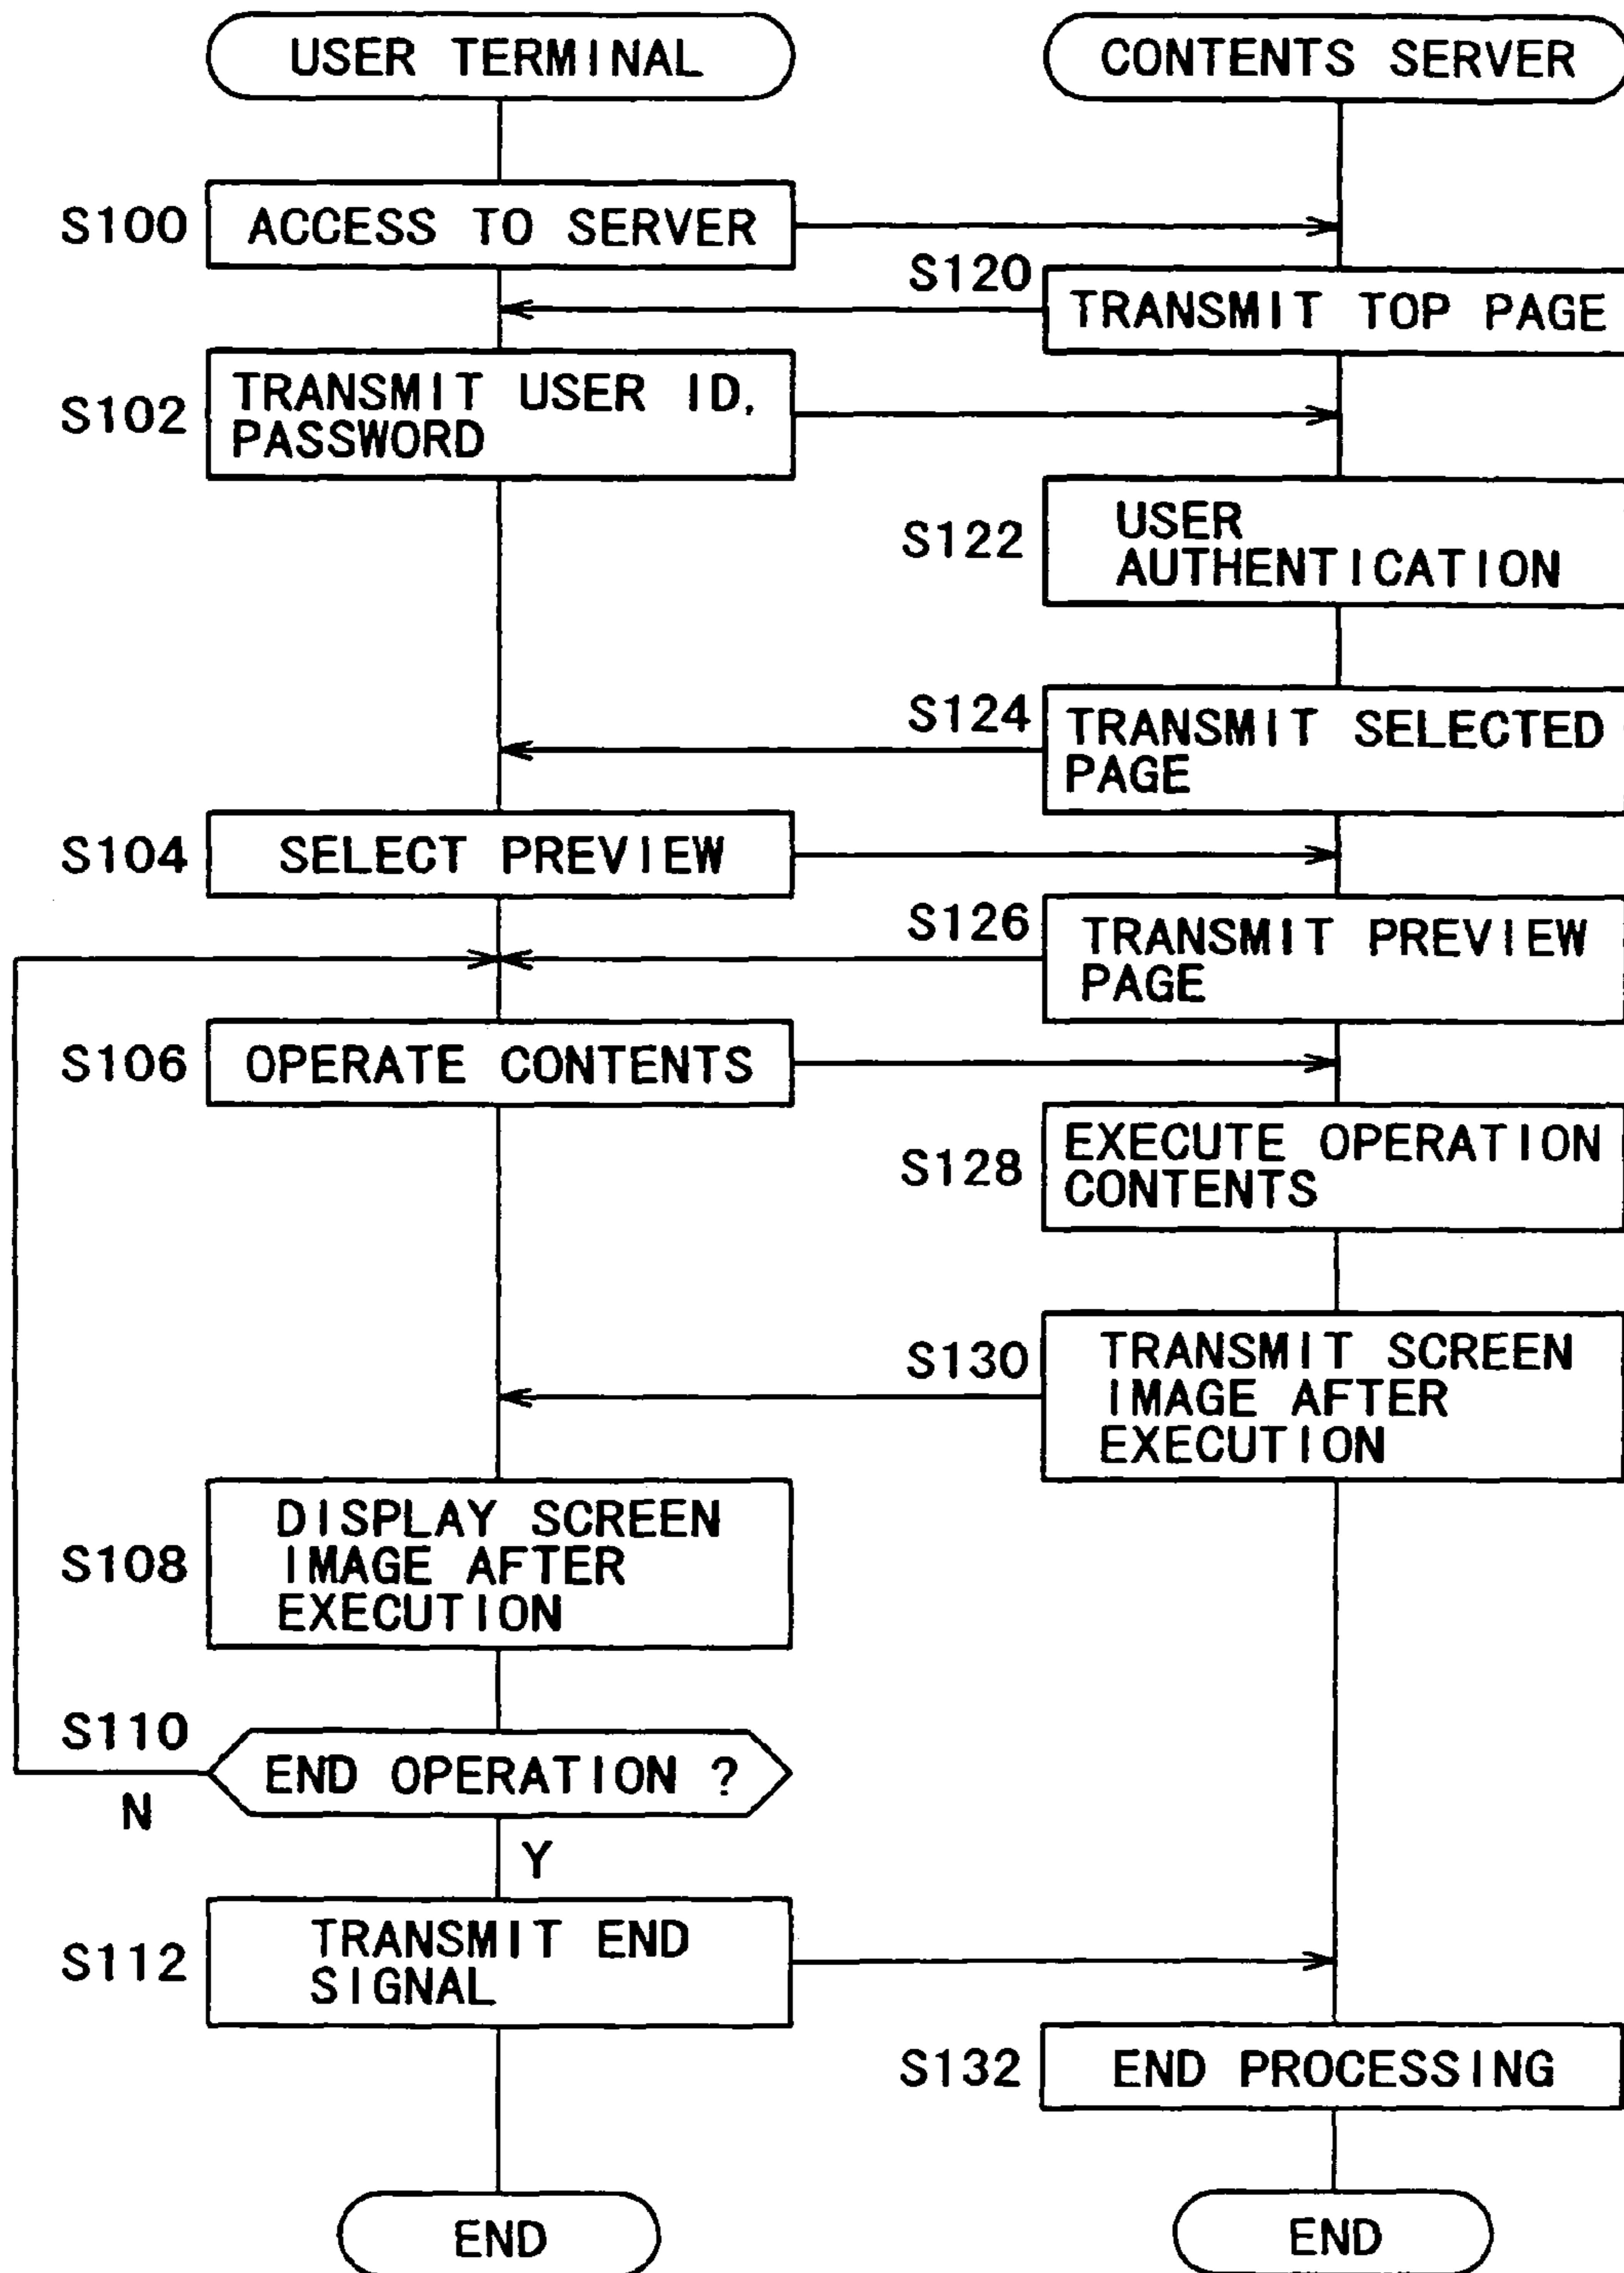 USER TERMINAL
CONTENTS SERVER
S100
ACCESS TO SERVER
S120
TRANSMIT TOP PAGE
S102
TRANSMIT USER ID,
PASSWORD
S122
USER
AUTHENTICATION
S124
TRANSMIT SELECTED
PAGE
S104
SELECT PREVIEW
S126
TRANSMIT PREVIEW
PAGE
S106
OPERATE CONTENTS
S128
EXECUTE OPERATION
CONTENTS
S130
TRANSMIT SCREEN
IMAGE AFTER
EXECUTION
S108
DISPLAY SCREEN
IMAGE AFTER
EXECUTION
S110
END OPERATION ?
N
Y
S112
TRANSMIT END
SIGNAL
S132
END PROCESSING
END
END